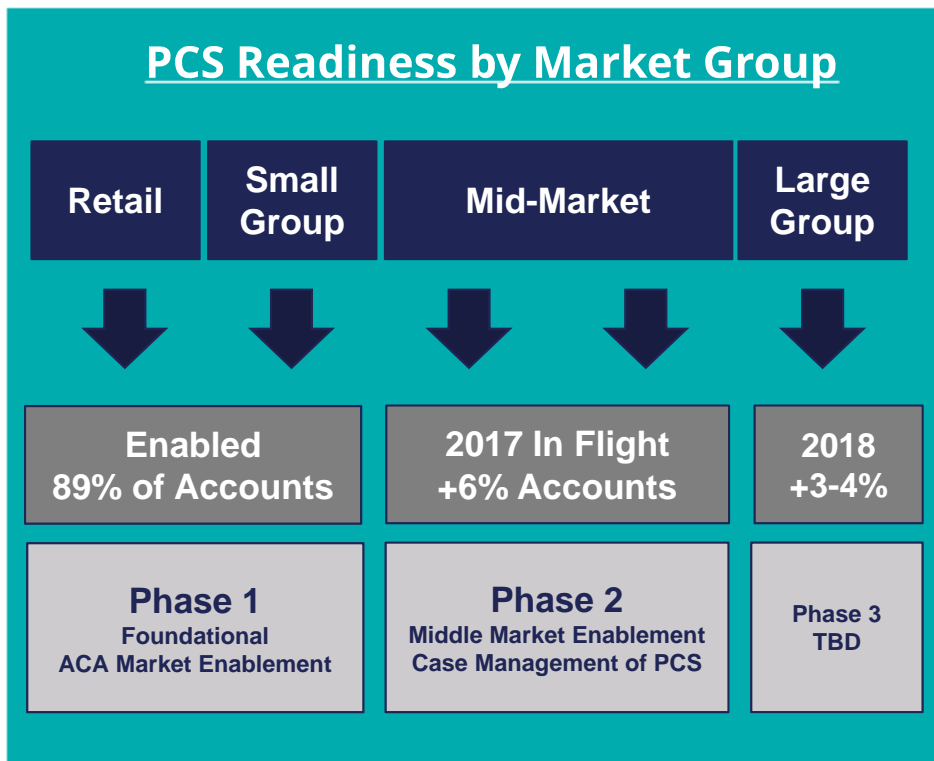 PCS Readiness by Market Group
Retail
Small
Group
Mid-Market
Large
Group
Enabled
89% of Accounts
2017 In Flight
+6% Accounts
2018
+3-4%
Phase 1
Foundational
ACA Market Enablement
Phase 2
Middle Market Enablement
Case Management of PCS
Phase 3
TBD